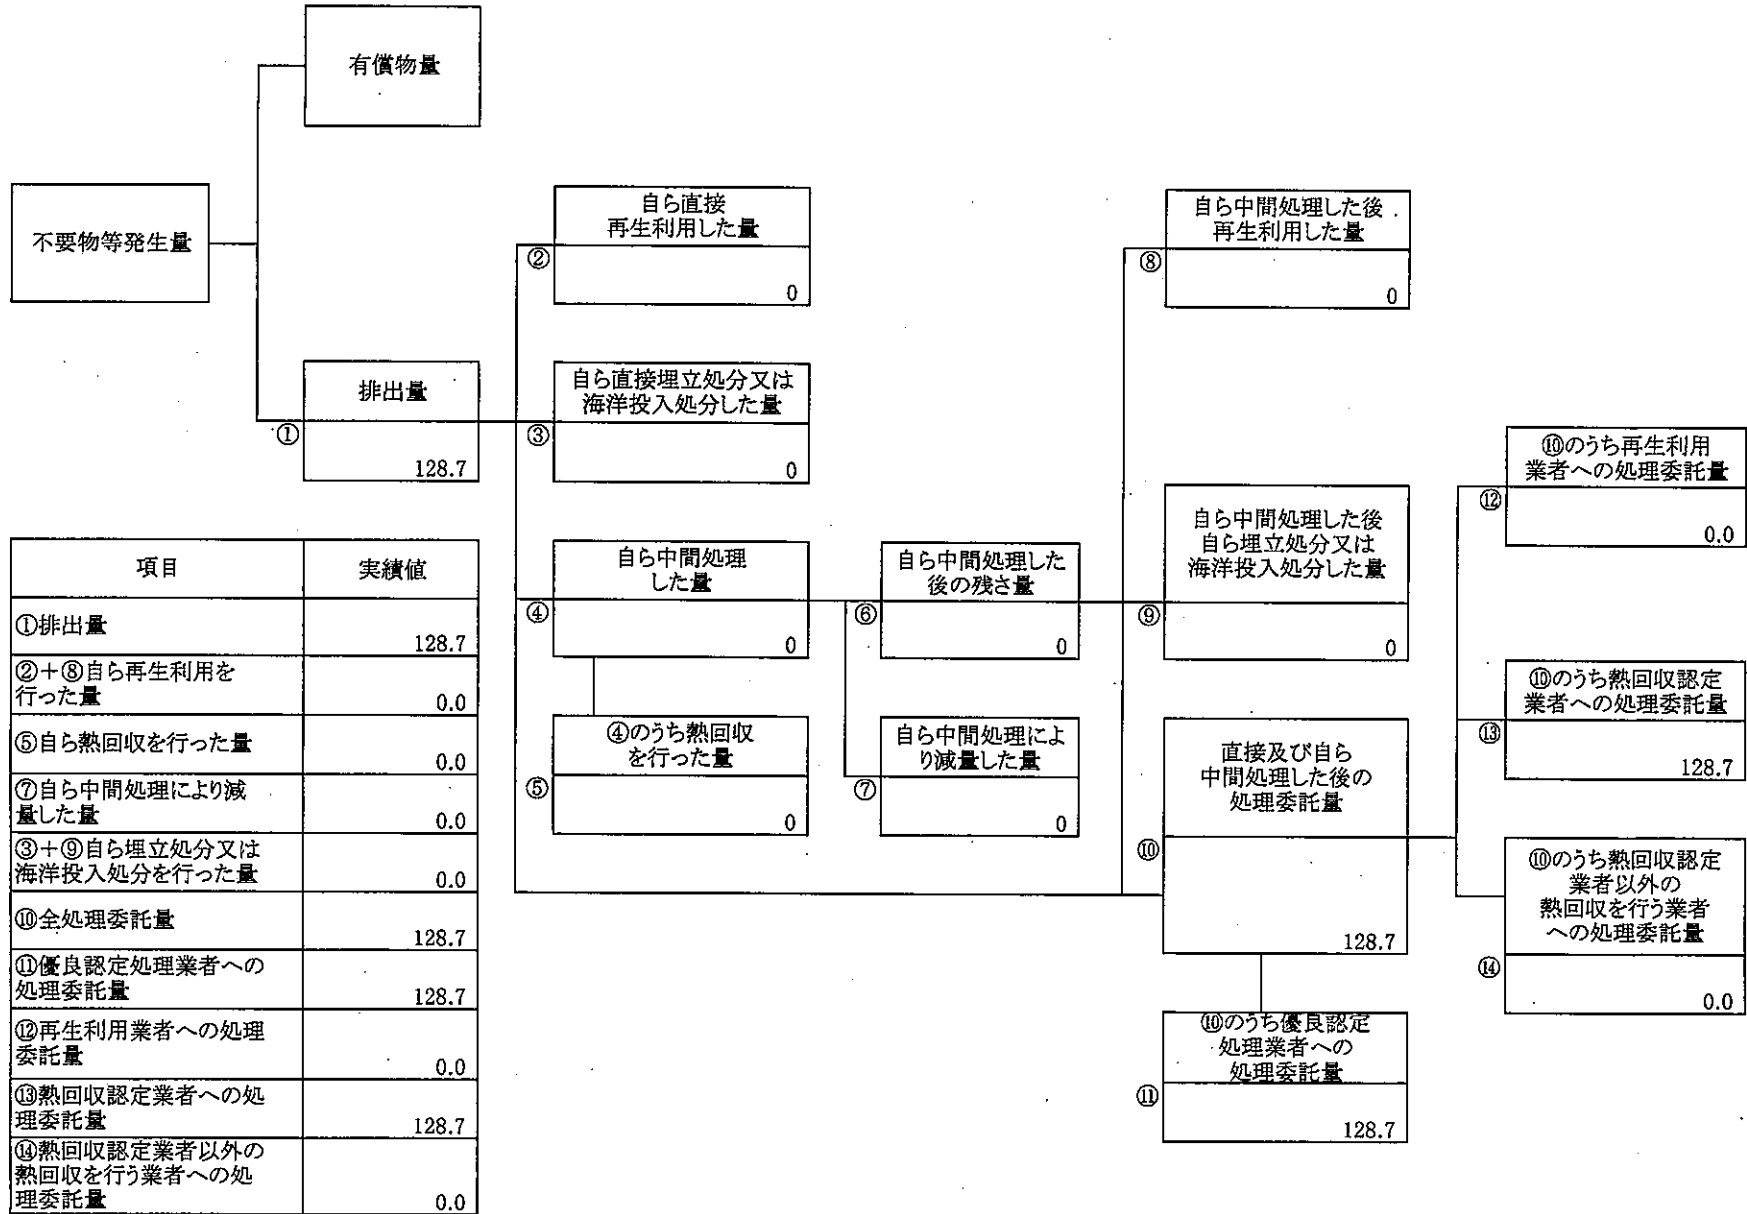 有償物量
不要物等発生量
排出量
①
128.7
自ら直接
再生利用した量
②
0
自ら直接埋立処分又は
海洋投入処分した量
③
0
自ら中間処理
した量
④
0
④のうち熱回収
を行った量
⑤
0
自ら中間処理した
後の残さ量
⑥
0
自ら中間処理によ
り減量した量
⑦
0
自ら中間処理した後
再生利用した量
⑧
0
自ら中間処理した後
自ら埋立処分又は
海洋投入処分した量
⑨
0
直接及び自ら
中間処理した後の
処理委託量
⑩
128.7
⑩のうち優良認定
処理業者への
処理委託量
⑪
128.7
⑩のうち再生利用
業者への処理委託量
⑫
0.0
⑩のうち熱回収認定
業者への処理委託量
⑬
128.7
⑩のうち熱回収認定
業者以外の
熱回収を行う業者
への処理委託量
⑭
0.0
項目 実績値
①排出量
128.7
②+⑧自ら再生利用を
行った量
0.0
⑤自ら熱回収を行った量
0.0
⑦自ら中間処理により減
量した量
0.0
③+⑨自ら埋立処分又は
海洋投入処分を行った量
0.0
⑩全処理委託量
128.7
⑪優良認定処理業者への
処理委託量
128.7
⑫再生利用業者への処理
委託量
0.0
⑬熱回収認定業者への処
理委託量
128.7
⑭熱回収認定業者以外の
熱回収を行う業者への処
理委託量
0.0